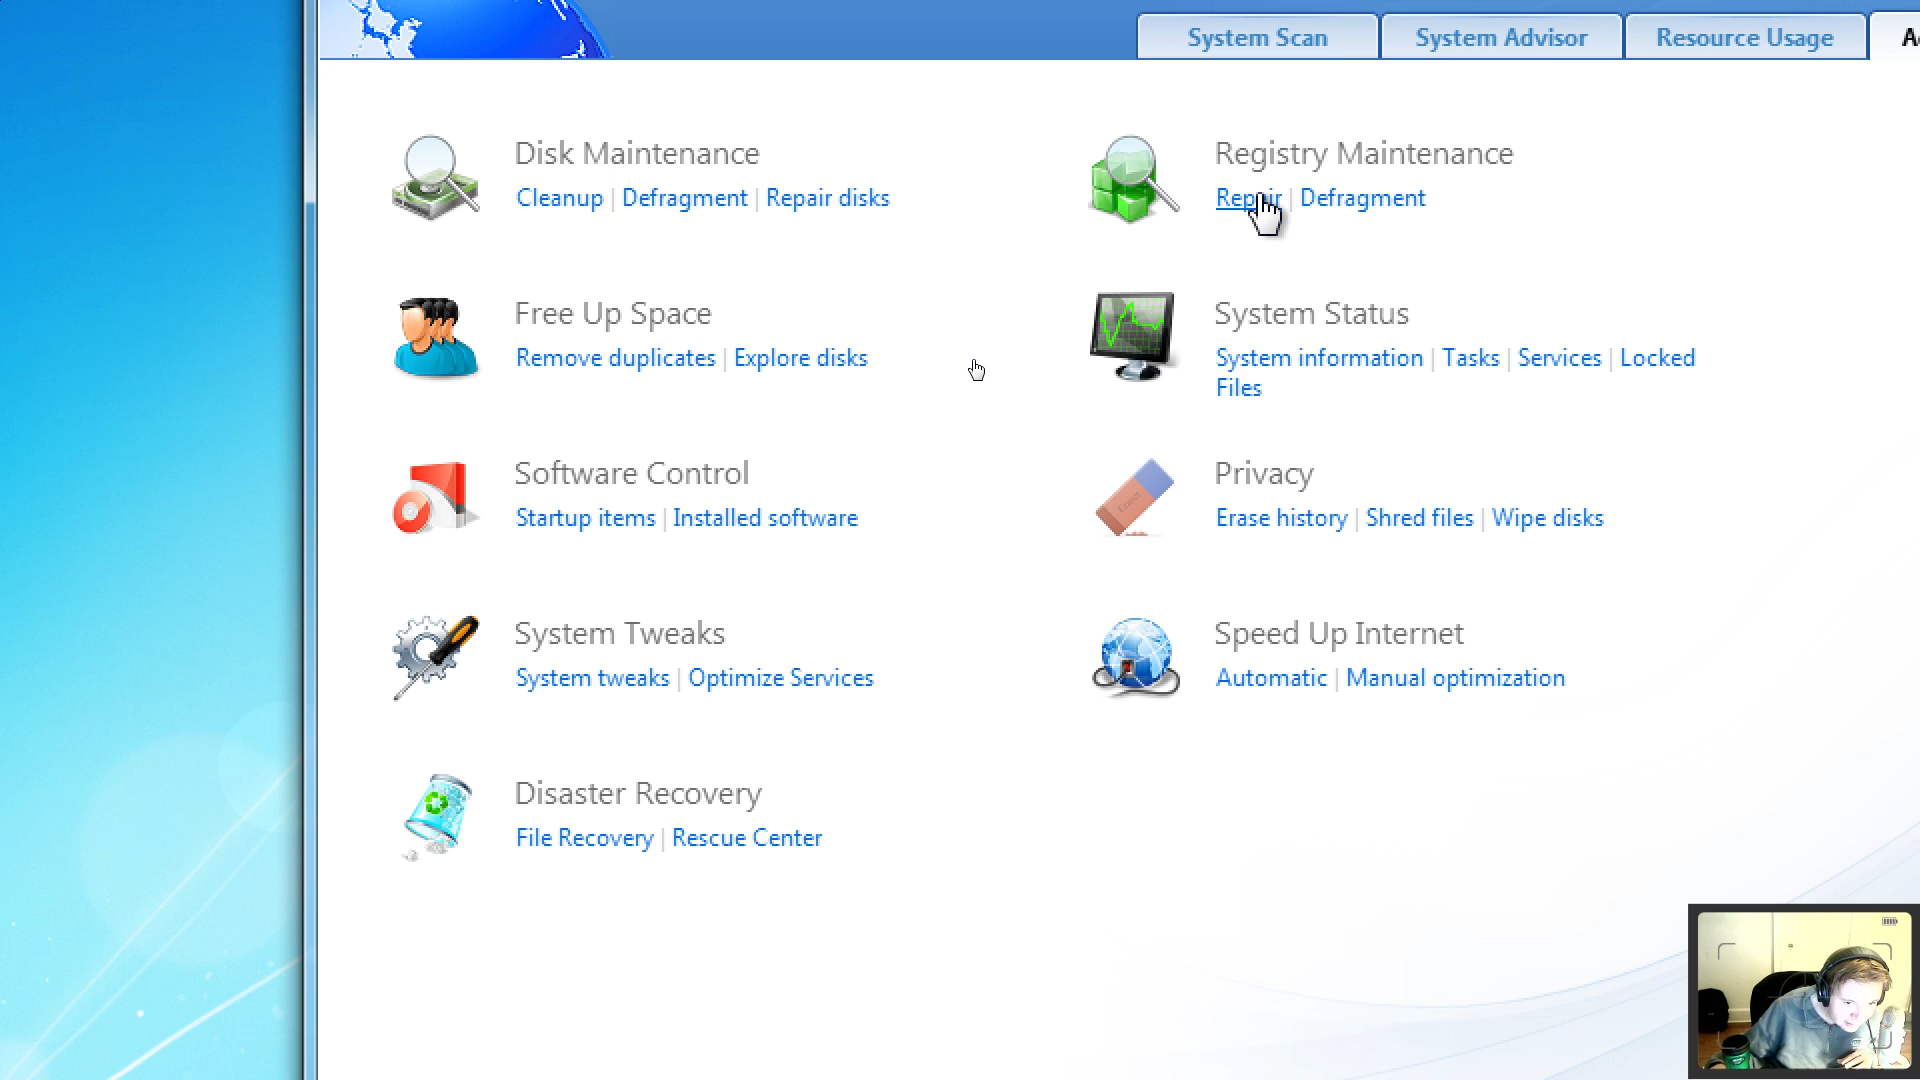 System Scan
System Advisor
Resource Usage
Disk Maintenance
Cleanup | Defragment | Repair disks
Registry Maintenance
Repair | Defragment
Free Up Space
Remove duplicates | Explore disks
System Status
System information | Tasks | Services | Locked
Files
Software Control
Startup items | Installed software
Privacy
Erase history | Shred files | Wipe disks
System Tweaks
System tweaks | Optimize Services
Speed Up Internet
Automatic | Manual optimization
Disaster Recovery
File Recovery | Rescue Center